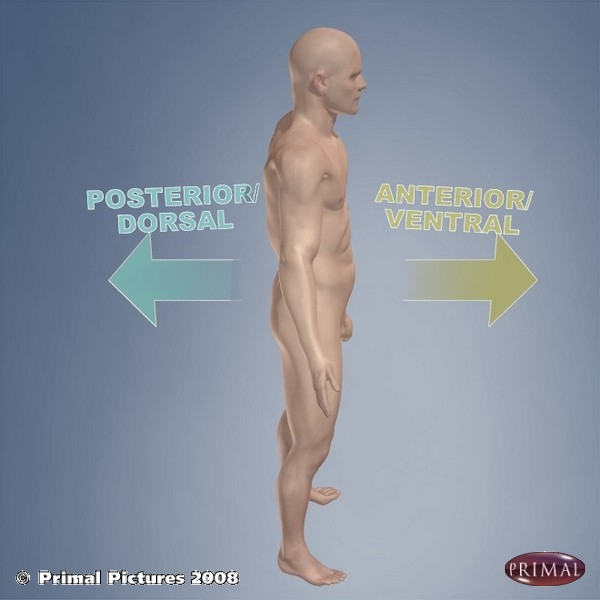 POSTERIOR/
DORSAL
ANTERIOR/
VENTRAL
© Primal Pictures 2008
PRIMAL